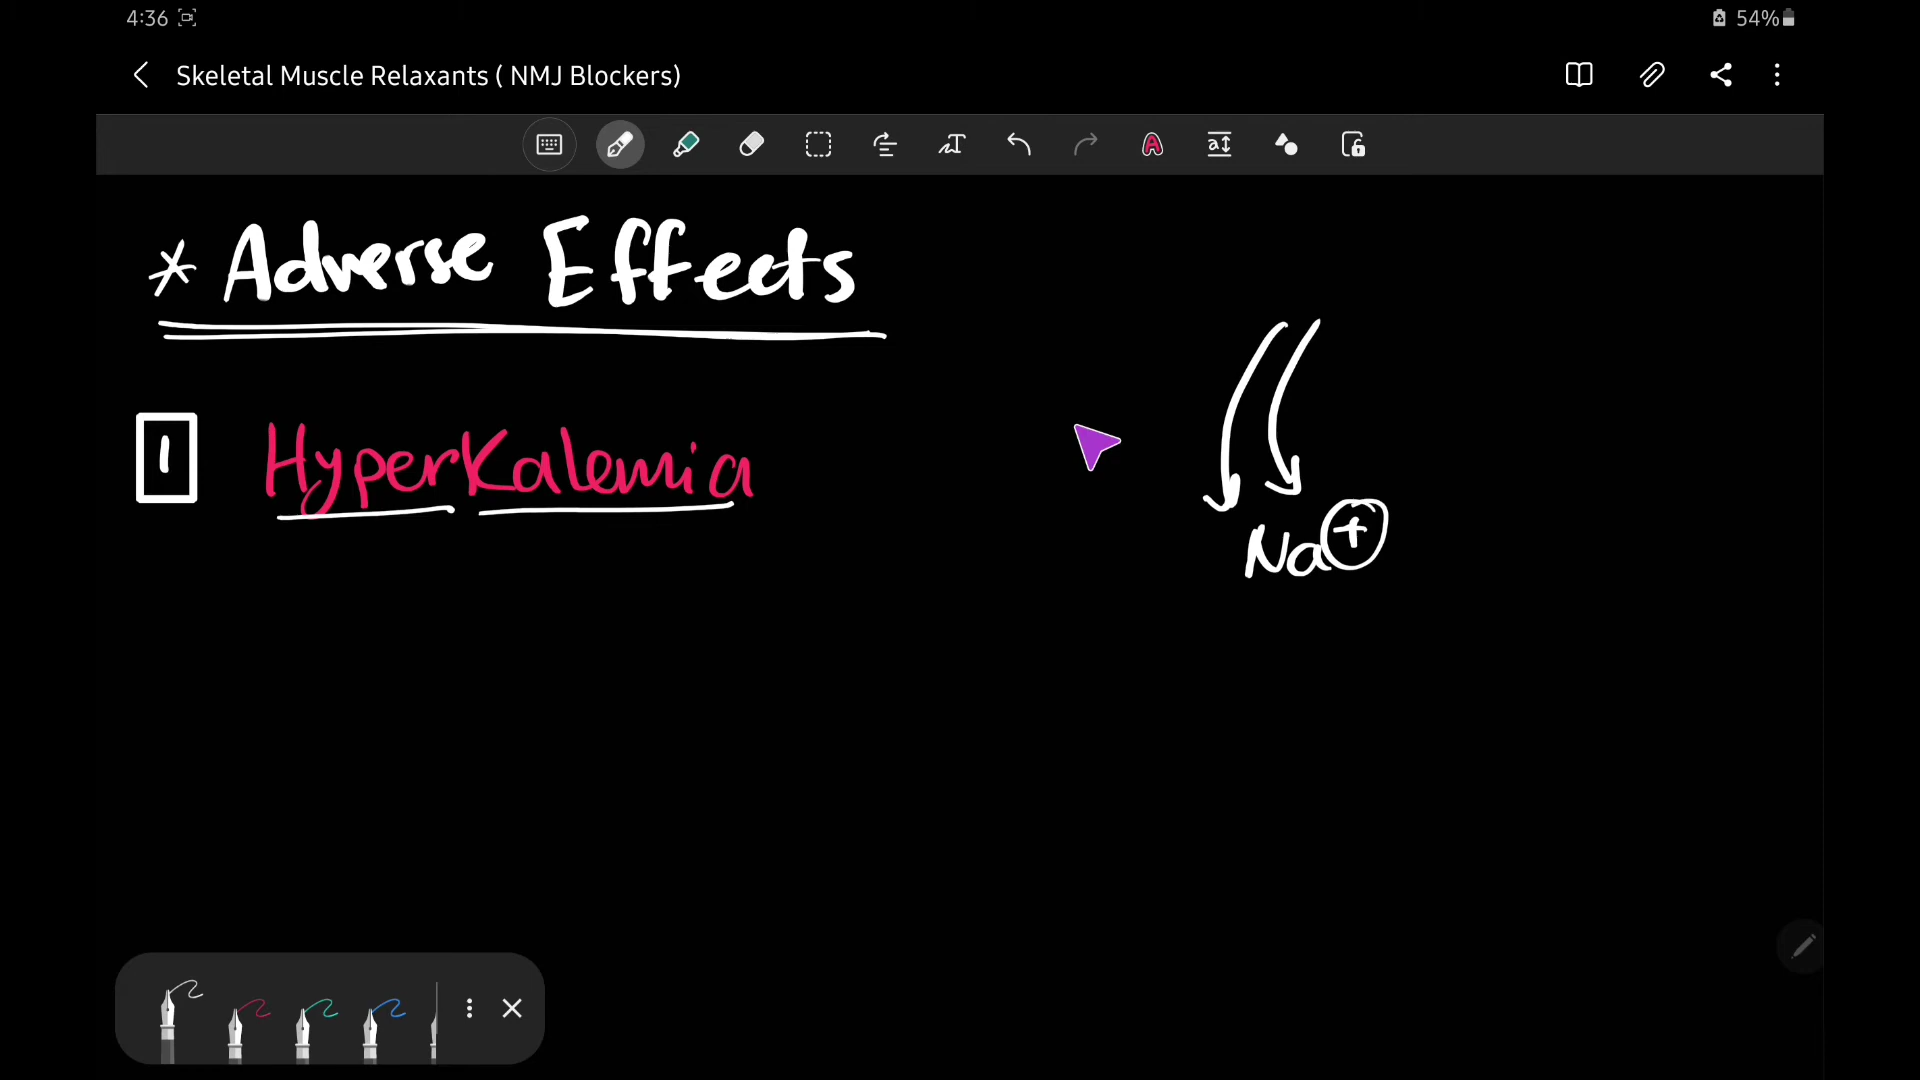 4:36
54%
Skeletal Muscle Relaxants ( NMJ Blockers)
* Adverse Effects
1 HyperKalemia
Na+